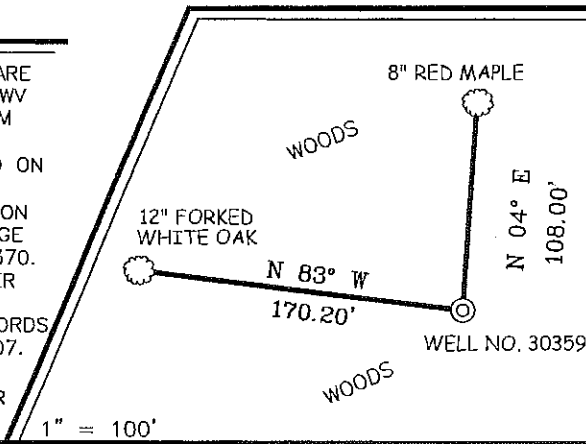 ARE
WV
M
ON
ON
GE
370.
ER
ORDS
07.
R
8" RED MAPLE
WOODS
N 04° E
108.00'
12" FORKED
WHITE OAK
N 83° W
170.20'
WELL NO. 30359
WOODS
1" = 100'